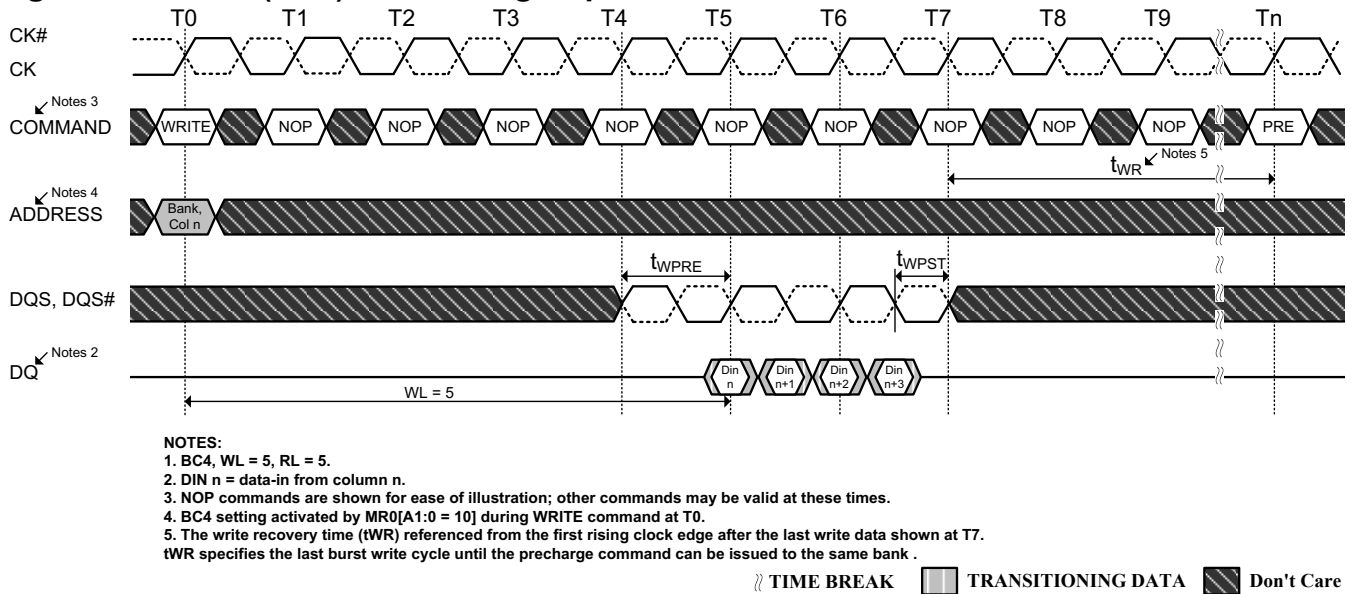 T0 T1 T2 T3 T4 T5 T6 T7 T8 T9 Tn
CK#
CK
Notes 3
COMMAND WRITE NOP NOP NOP NOP NOP NOP NOP NOP NOP PRE
tWR Notes 5
Notes 4
ADDRESS
Bank,
Col n
tWPRE tWPST
DQS, DQS#
Notes 2
DQ
Din Din Din Din
n n+1 n+2 n+3
WL = 5
NOTES:
1. BC4, WL = 5, RL = 5.
2. DIN n = data-in from column n.
3. NOP commands are shown for ease of illustration; other commands may be valid at these times.
4. BC4 setting activated by MR0[A1:0 = 10] during WRITE command at T0.
5. The write recovery time (tWR) referenced from the first rising clock edge after the last write data shown at T7.
tWR specifies the last burst write cycle until the precharge command can be issued to the same bank .
TIME BREAK TRANSITIONING DATA Don't Care